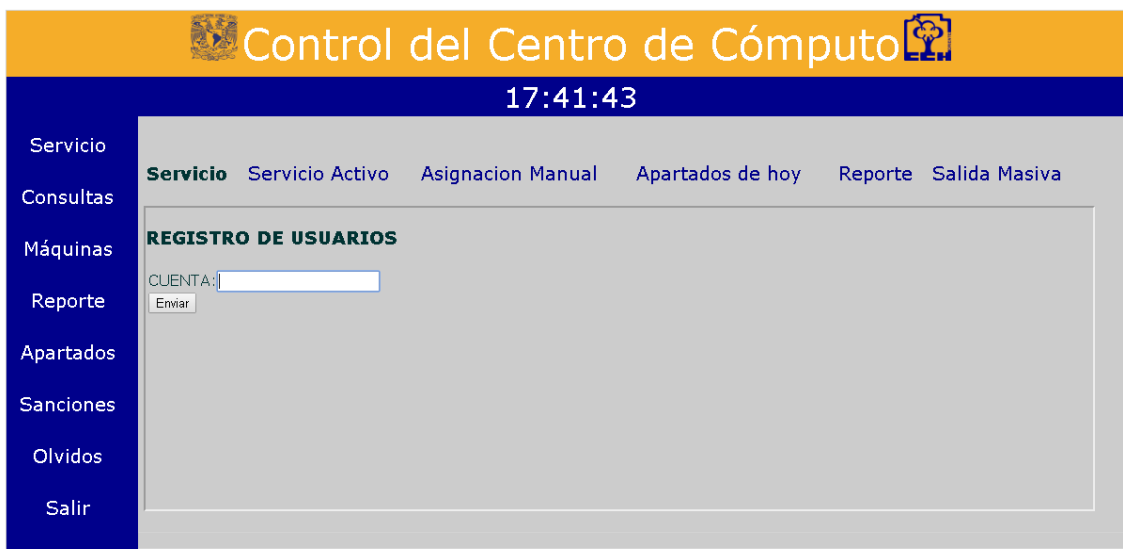 Control del Centro de Cómputo CCH
17:41:43
Servicio
Consultas
Máquinas
Reporte
Apartados
Sanciones
Olvidos
Salir
Servicio Servicio Activo Asignacion Manual Apartados de hoy Reporte Salida Masiva
REGISTRO DE USUARIOS
CUENTA:
Enviar